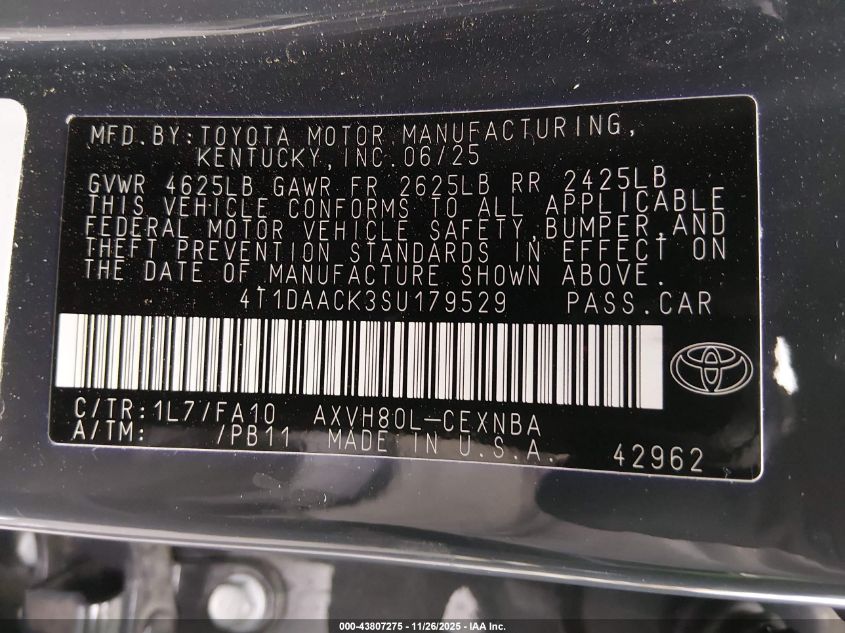 MFD. BY: TOYOTA MOTOR MANUFACTURING,
KENTUCKY, INC. 06/25
GVWR 4625LB GAWR FR 2625LB RR 2425LB
THIS VEHICLE CONFORMS TO ALL APPLICABLE
FEDERAL MOTOR VEHICLE SAFETY, BUMPER, AND
THEFT PREVENTION STANDARDS IN EFFECT ON
THE DATE OF MANUFACTURE SHOWN ABOVE.
4T1DAACK3SU179529 PASS. CAR
C/TR: 1L7/FA10 AXVH80L-CEXNBA
A/TM: /PB11 MADE IN U.S.A.
42962
000-43807275 - 11/26/2025 - IAA Inc.